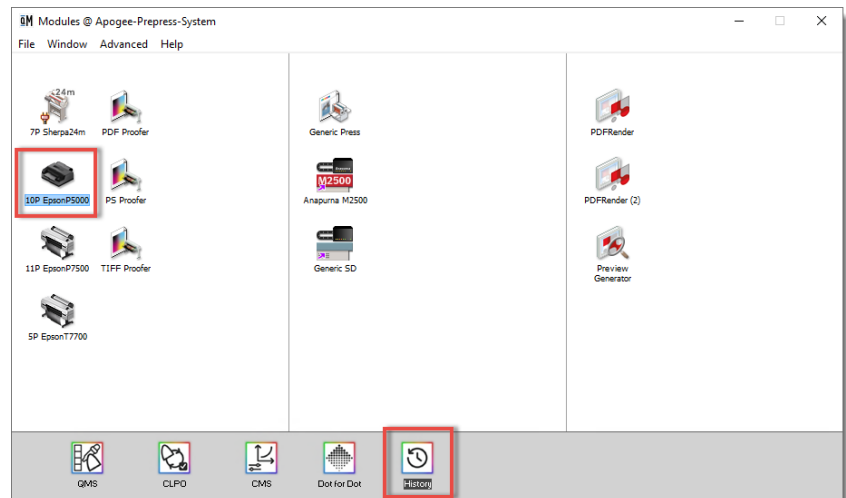 QM Modules @ Apogee-Prepress-System
File Window Advanced Help
24m
7P Sherpa24m
PDF Proofer
Generic Press
PDFRender
M2500
10P EpsonP5000
PS Proofer
Anapurna M2500
PDFRender (2)
11P EpsonP7500
TIFF Proofer
Generic SD
Preview
Generator
5P EpsonT7700
QMS
CLPO
CMS
Dot for Dot
History